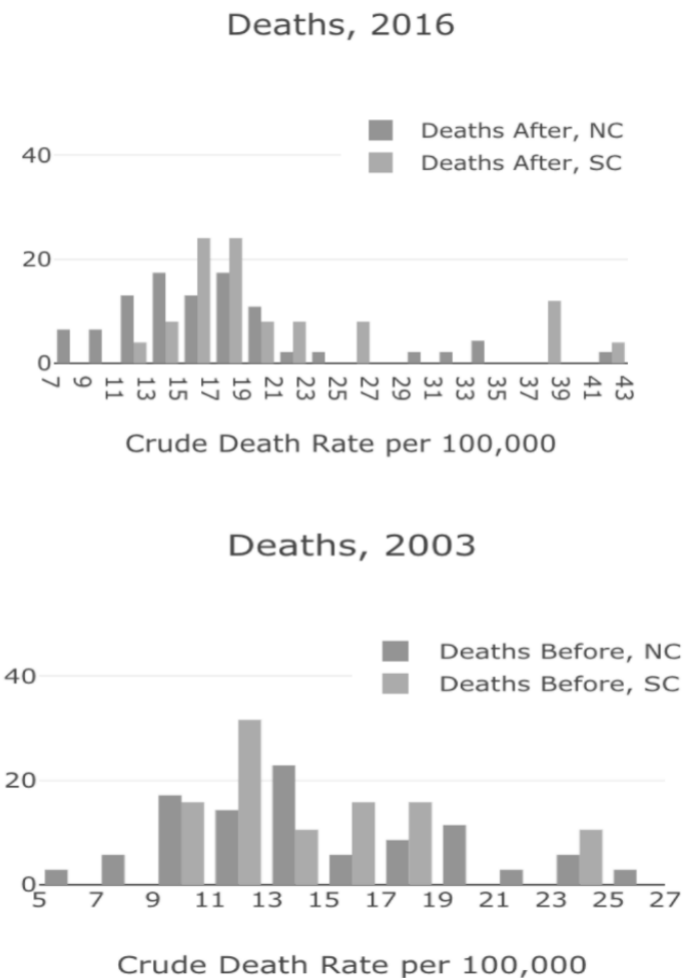 Deaths, 2016
Deaths After, NC
Deaths After, SC
40
20
0
7 9 11 13 15 17 19 21 23 25 27 29 31 33 35 37 39 41 43
Crude Death Rate per 100,000
Deaths, 2003
Deaths Before, NC
Deaths Before, SC
40
20
0
5 7 9 11 13 15 17 19 21 23 25 27
Crude Death Rate per 100,000